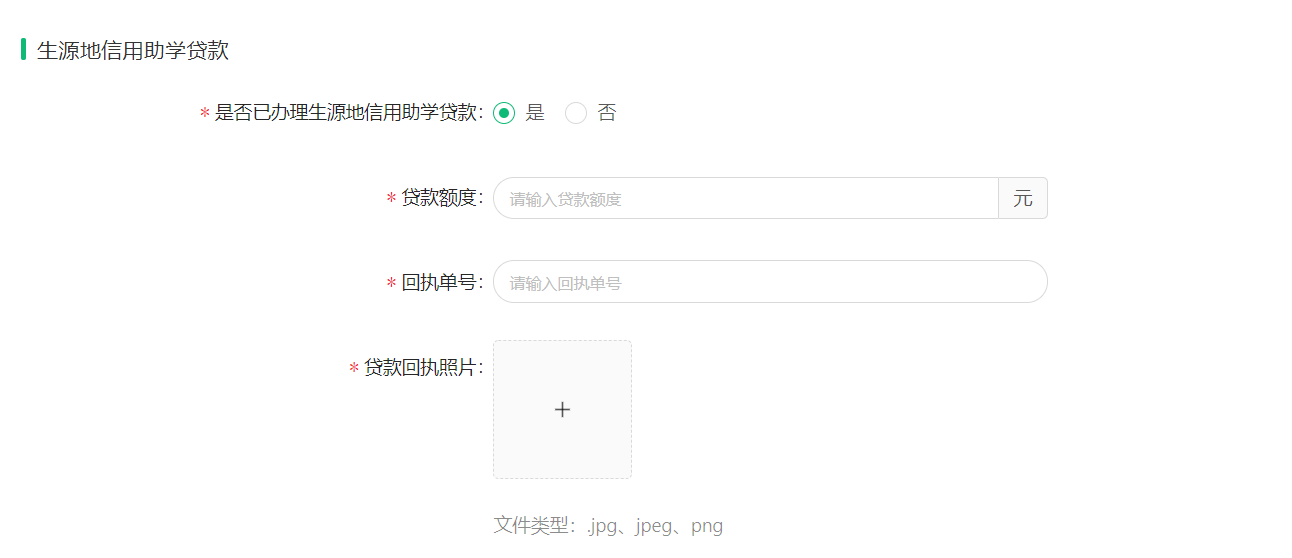 生源地信用助学贷款
* 是否已办理生源地信用助学贷款： 是 否
* 贷款额度： 请输入贷款额度 元
* 回执单号： 请输入回执单号
* 贷款回执照片：
+
文件类型：.jpg、jpeg、png